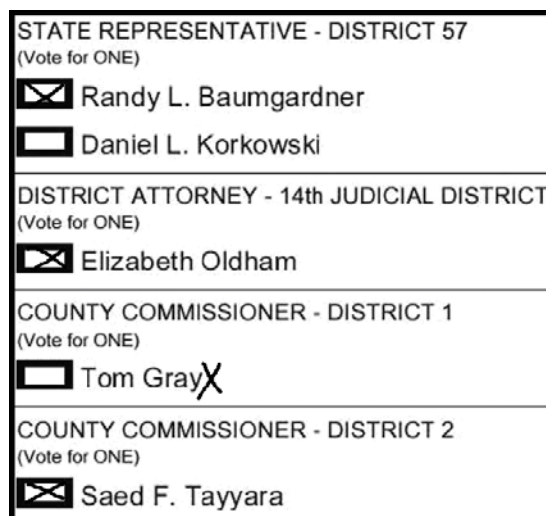 STATE REPRESENTATIVE - DISTRICT 57
(Vote for ONE)
Randy L. Baumgardner
Daniel L. Korkowski
DISTRICT ATTORNEY - 14th JUDICIAL DISTRICT
(Vote for ONE)
Elizabeth Oldham
COUNTY COMMISSIONER - DISTRICT 1
(Vote for ONE)
Tom Gray X
COUNTY COMMISSIONER - DISTRICT 2
(Vote for ONE)
Saed F. Tayyara